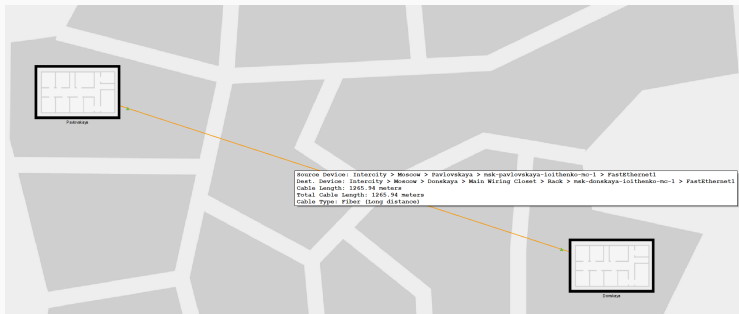 Pavlovskaya
Source Device: Intercity > Moscow > Pavlovskaya > msk-pavlovskaya-ioithenko-mc-1 > FastEthernet1
Dest. Device: Intercity > Moscow > Donskaya > Main Wiring Closet > Rack > msk-donskaya-ioithenko-mc-1 > FastEthernet1
Cable Length: 1265.94 meters
Total Cable Length: 1265.94 meters
Cable Type: Fiber (Long distance)
Donskaya